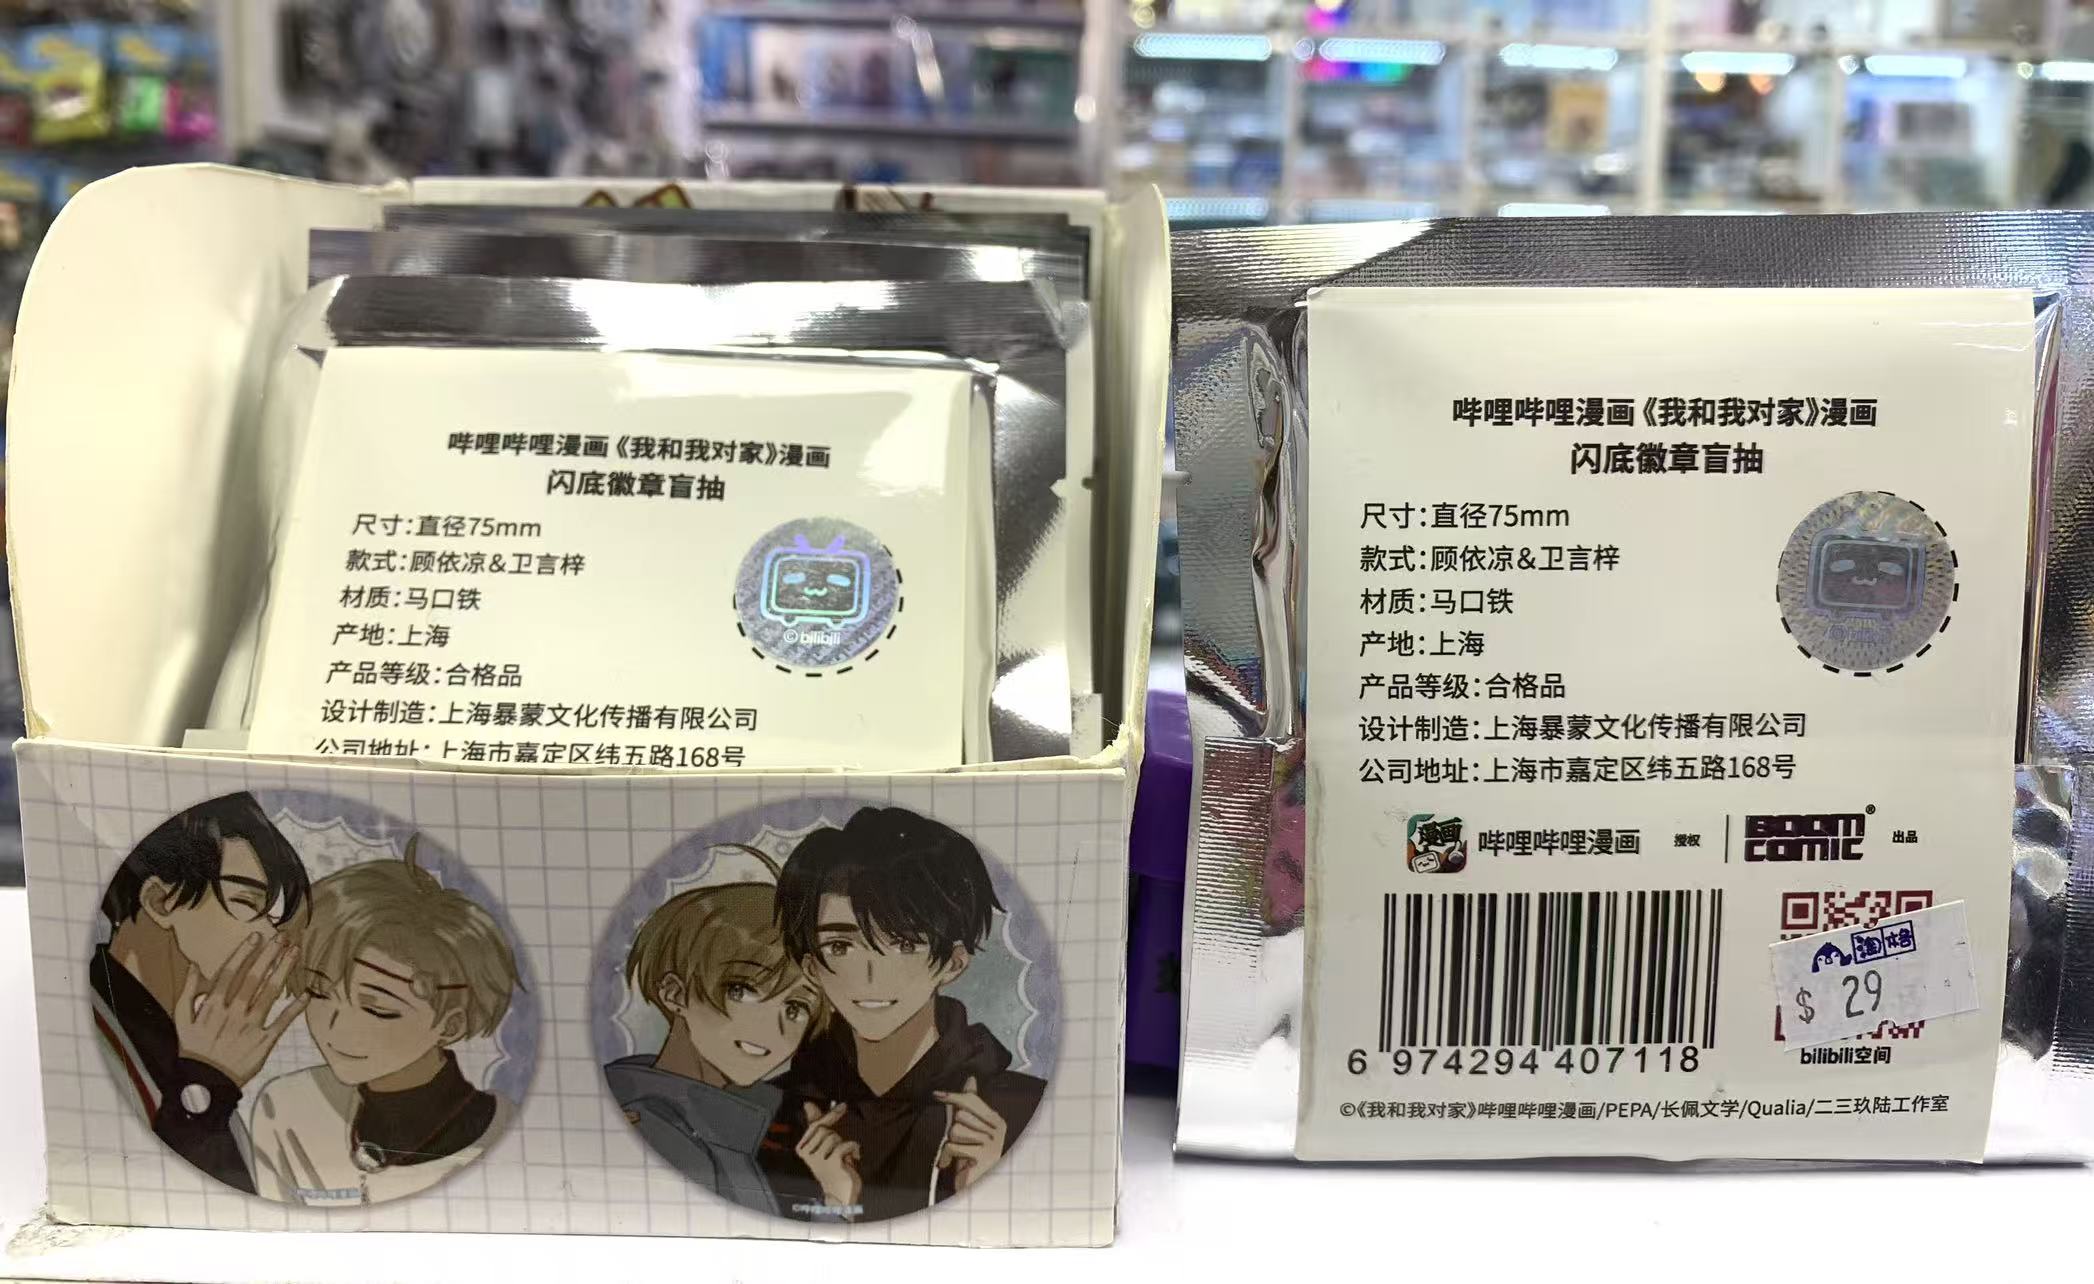 哔哩哔哩漫画《我和我对家》漫画
闪底徽章盲抽
尺寸：直径75mm
款式：顾依凉&卫言梓
材质：马口铁
产地：上海
产品等级：合格品
设计制造：上海暴蒙文化传播有限公司
公司地址：上海市嘉定区纬五路168号
©bilibili
哔哩哔哩漫画《我和我对家》漫画
闪底徽章盲抽
尺寸：直径75mm
款式：顾依凉&卫言梓
材质：马口铁
产地：上海
产品等级：合格品
设计制造：上海暴蒙文化传播有限公司
公司地址：上海市嘉定区纬五路168号
©bilibili
漫画 哔哩哔哩漫画 授权 BOOM COMIC® 出品
$ 29
6 974294 407118
bilibili空间
©《我和我对家》哔哩哔哩漫画/PEPA/长佩文学/Qualia/二三玖陆工作室